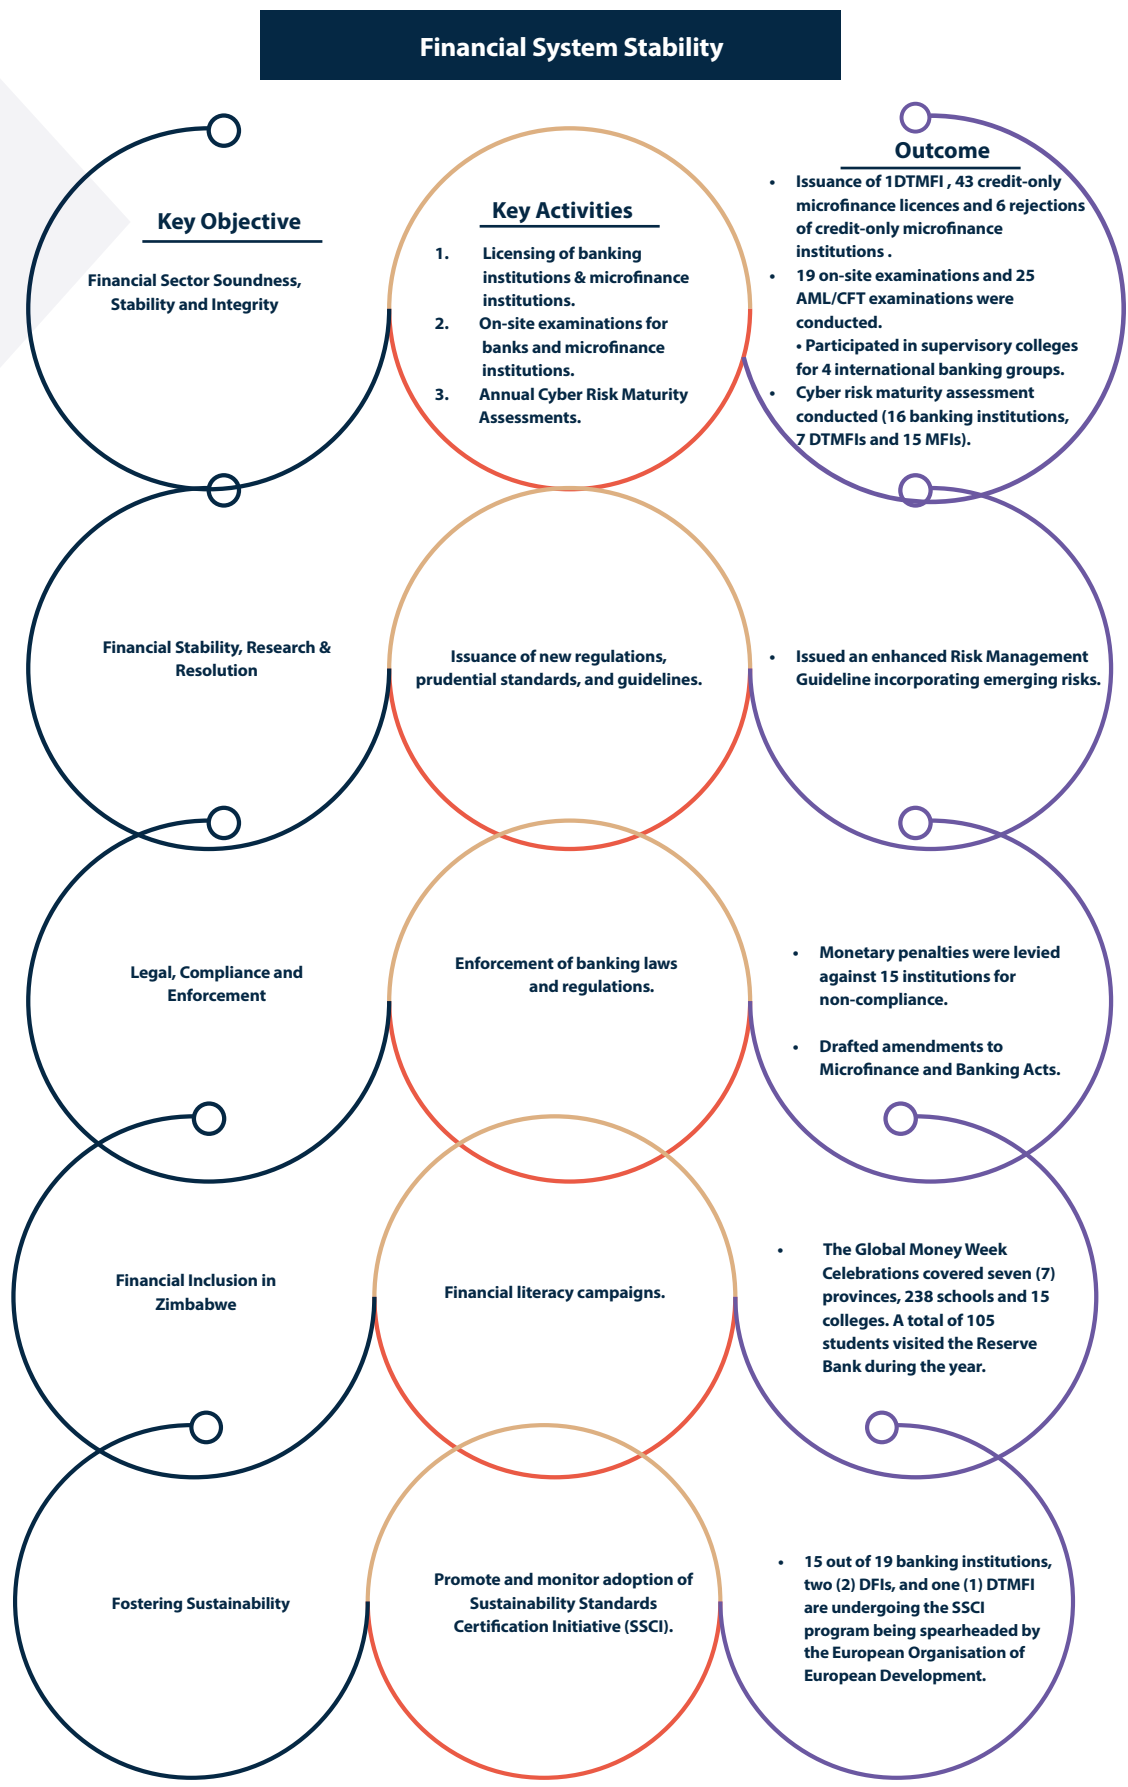 Financial System Stability
Key Objective
Financial Sector Soundness,
Stability and Integrity
Key Activities
1. Licensing of banking
institutions & microfinance
institutions.
2. On-site examinations for
banks and microfinance
institutions.
3. Annual Cyber Risk Maturity
Assessments.
Outcome
• Issuance of 1DTMFI , 43 credit-only
microfinance licences and 6 rejections
of credit-only microfinance
institutions .
• 19 on-site examinations and 25
AML/CFT examinations were
conducted.
• Participated in supervisory colleges
for 4 international banking groups.
• Cyber risk maturity assessment
conducted (16 banking institutions,
7 DTMFIs and 15 MFIs).
Financial Stability, Research &
Resolution
Issuance of new regulations,
prudential standards, and guidelines.
• Issued an enhanced Risk Management
Guideline incorporating emerging risks.
Legal, Compliance and
Enforcement
Enforcement of banking laws
and regulations.
• Monetary penalties were levied
against 15 institutions for
non-compliance.
• Drafted amendments to
Microfinance and Banking Acts.
Financial Inclusion in
Zimbabwe
Financial literacy campaigns.
• The Global Money Week
Celebrations covered seven (7)
provinces, 238 schools and 15
colleges. A total of 105
students visited the Reserve
Bank during the year.
Fostering Sustainability
Promote and monitor adoption of
Sustainability Standards
Certification Initiative (SSCI).
• 15 out of 19 banking institutions,
two (2) DFIs, and one (1) DTMFI
are undergoing the SSCI
program being spearheaded by
the European Organisation of
European Development.